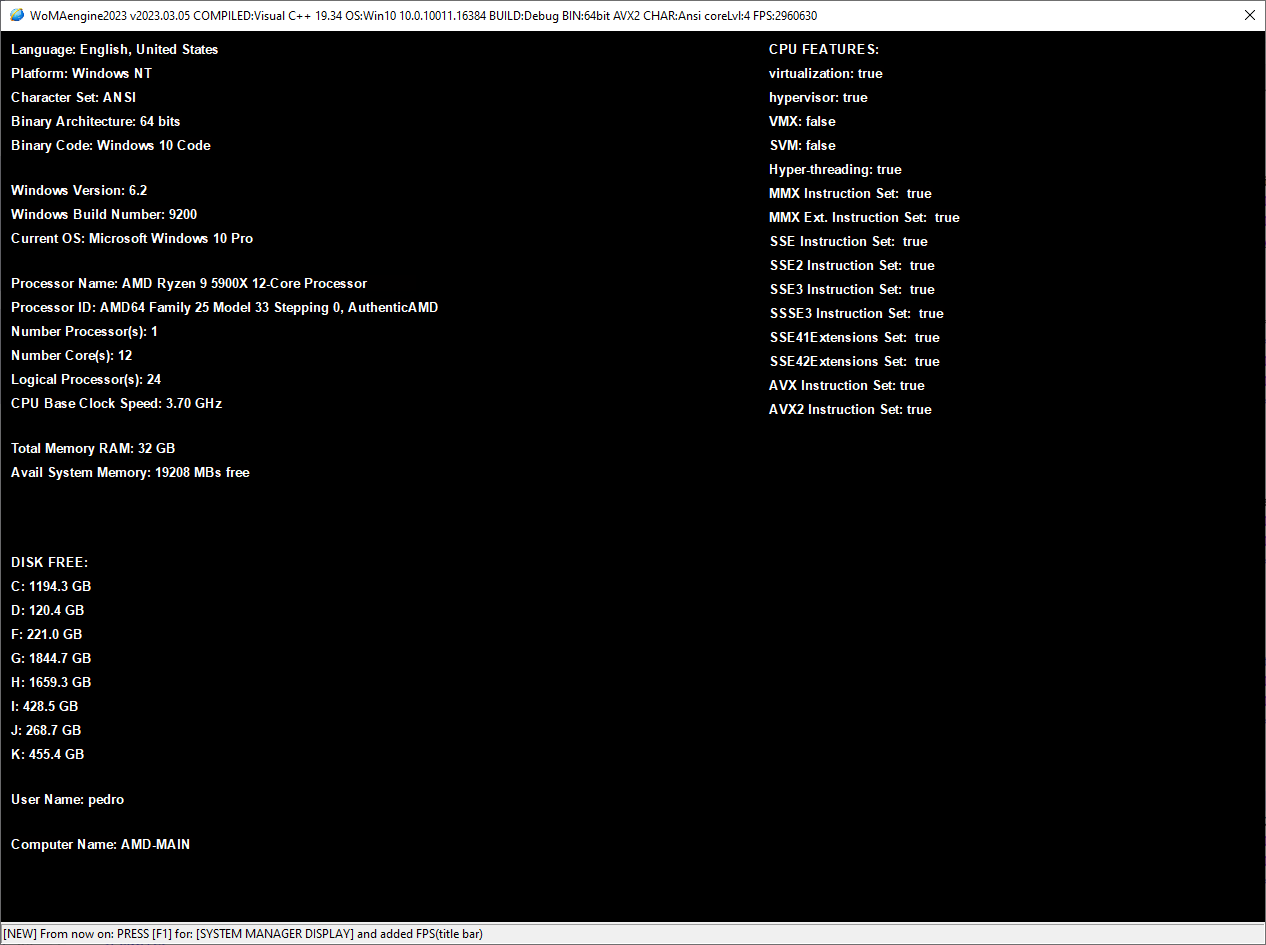 WoMAengine2023 v2023.03.05 COMPILED:Visual C++ 19.34 OS:Win10 10.0.10011.16384 BUILD:Debug BIN:64bit AVX2 CHAR:Ansi coreLvl:4 FPS:2960630
Language: English, United States
Platform: Windows NT
Character Set: ANSI
Binary Architecture: 64 bits
Binary Code: Windows 10 Code
Windows Version: 6.2
Windows Build Number: 9200
Current OS: Microsoft Windows 10 Pro
Processor Name: AMD Ryzen 9 5900X 12-Core Processor
Processor ID: AMD64 Family 25 Model 33 Stepping 0, AuthenticAMD
Number Processor(s): 1
Number Core(s): 12
Logical Processor(s): 24
CPU Base Clock Speed: 3.70 GHz
Total Memory RAM: 32 GB
Avail System Memory: 19208 MBs free
DISK FREE:
C: 1194.3 GB
D: 120.4 GB
F: 221.0 GB
G: 1844.7 GB
H: 1659.3 GB
I: 428.5 GB
J: 268.7 GB
K: 455.4 GB
User Name: pedro
Computer Name: AMD-MAIN
CPU FEATURES:
virtualization: true
hypervisor: true
VMX: false
SVM: false
Hyper-threading: true
MMX Instruction Set:  true
MMX Ext. Instruction Set:  true
SSE Instruction Set:  true
SSE2 Instruction Set:  true
SSE3 Instruction Set:  true
SSSE3 Instruction Set:  true
SSE41Extensions Set:  true
SSE42Extensions Set:  true
AVX Instruction Set: true
AVX2 Instruction Set: true
[NEW] From now on: PRESS [F1] for: [SYSTEM MANAGER DISPLAY] and added FPS(title bar)